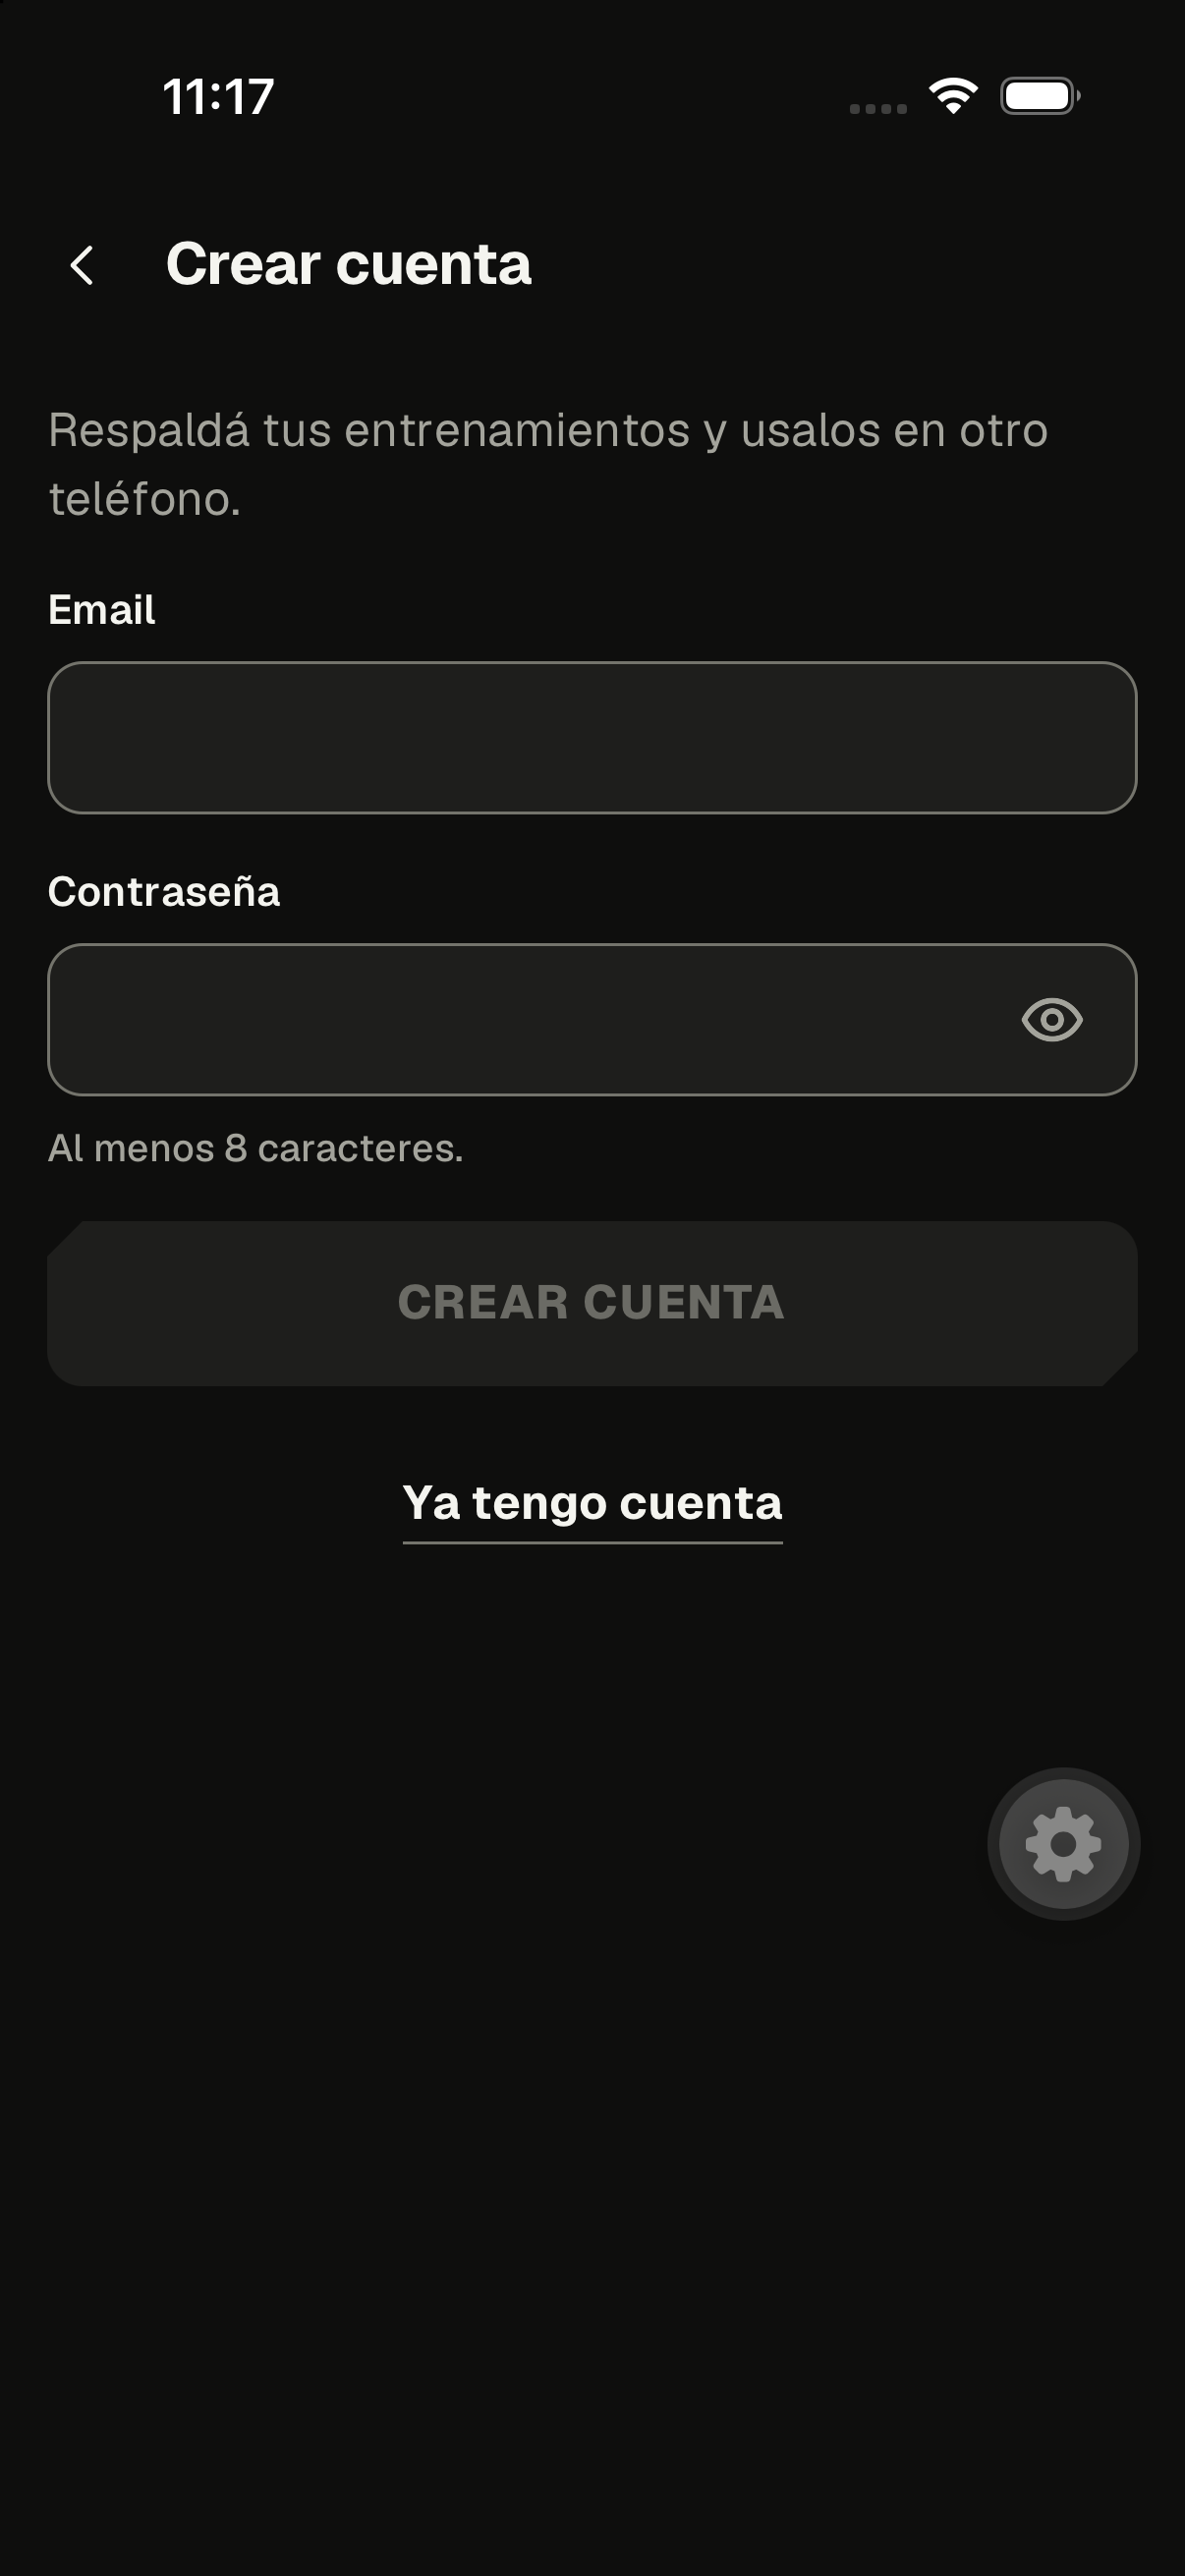 11:17
Crear cuenta
Respaldá tus entrenamientos y usalos en otro
teléfono.
Email
Contraseña
Al menos 8 caracteres.
CREAR CUENTA
Ya tengo cuenta